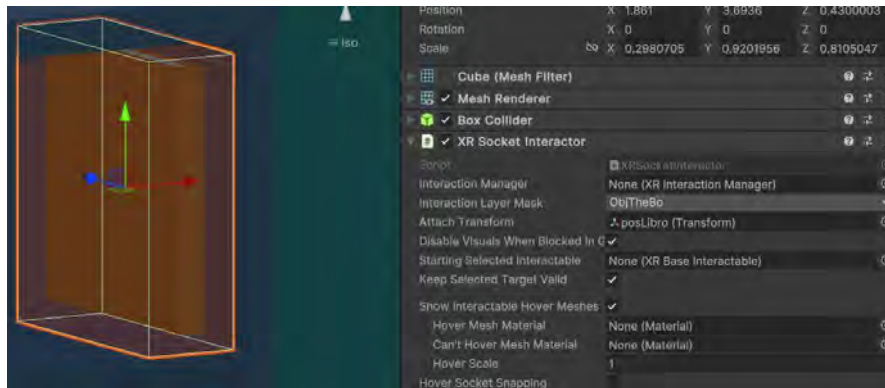 Position X 1.861 Y 3.6936 Z 0.4300003
Iso
Rotation X 0 Y 0 Z 0
Scale X 0.2980705 Y 0.9201956 Z 0.8105047
Cube (Mesh Filter)
Mesh Renderer
Box Collider
XR Socket Interactor
Script XRSocketInteractor
Interaction Manager None (XR Interaction Manager)
Interaction Layer Mask ObjTheBo
Attach Transform posLibro (Transform)
Disable Visuals When Blocked In G
Starting Selected Interactable None (XR Base Interactable)
Keep Selected Target Valid
Show Interactable Hover Meshes
Hover Mesh Material None (Material)
Can't Hover Mesh Material None (Material)
Hover Scale 1
Hover Socket Snapping